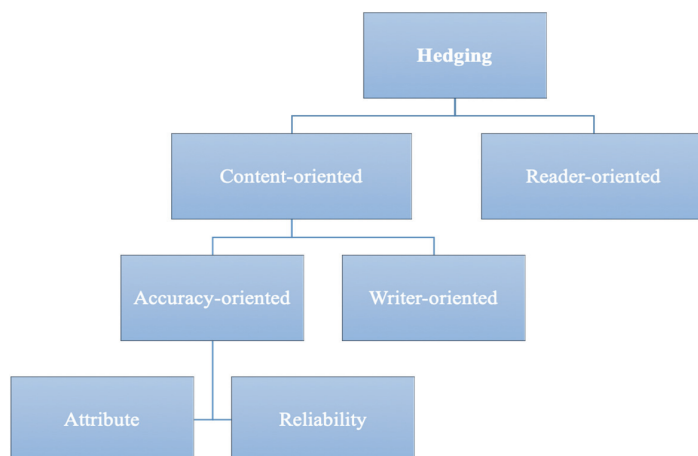 Hedging
Content-oriented
Reader-oriented
Accuracy-oriented
Writer-oriented
Attribute
Reliability